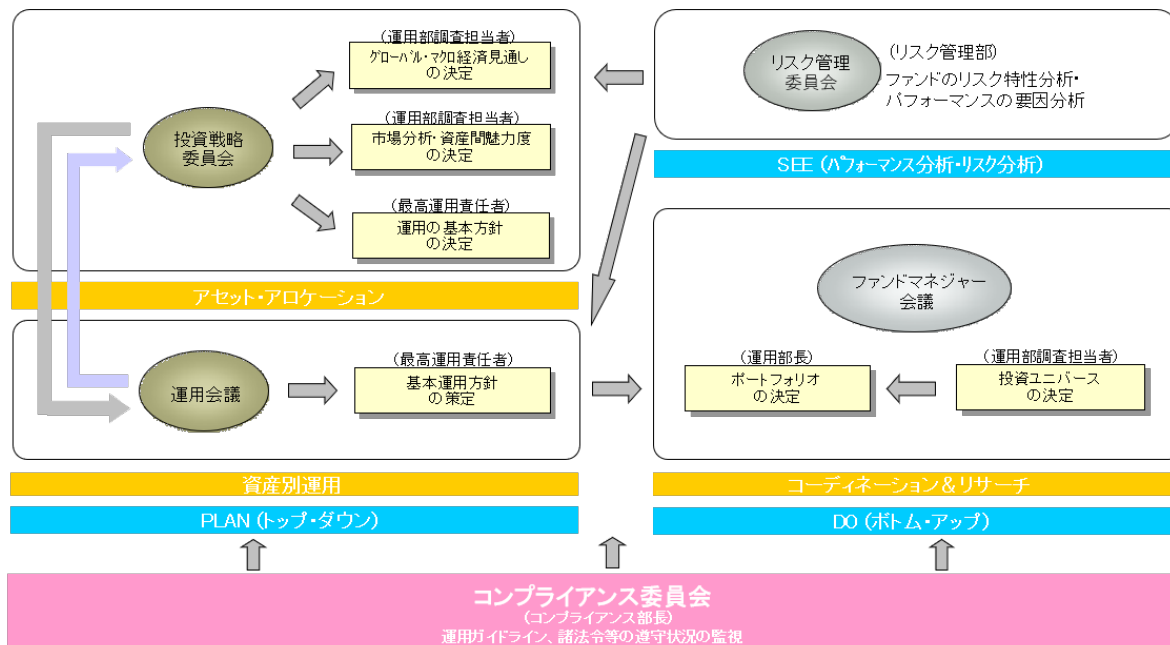 投資戦略
委員会
(運用部調査担当者)
グローバル・マクロ経済見通し
の決定
(運用部調査担当者)
市場分析・資産間魅力度
の決定
(最高運用責任者)
運用の基本方針
の決定
アセット・アロケーション
運用会議
(最高運用責任者)
基本運用方針
の策定
資産別運用
PLAN (トップ・ダウン)
リスク管理
委員会
(リスク管理部)
ファンドのリスク特性分析・
パフォーマンスの要因分析
SEE (パフォーマンス分析・リスク分析)
ファンドマネジャー
会議
(運用部長)
ポートフォリオ
の決定
(運用部調査担当者)
投資ユニバース
の決定
コーディネーション&リサーチ
DO (ボトム・アップ)
コンプライアンス委員会
(コンプライアンス部長)
運用ガイドライン、諸法令等の遵守状況の監視